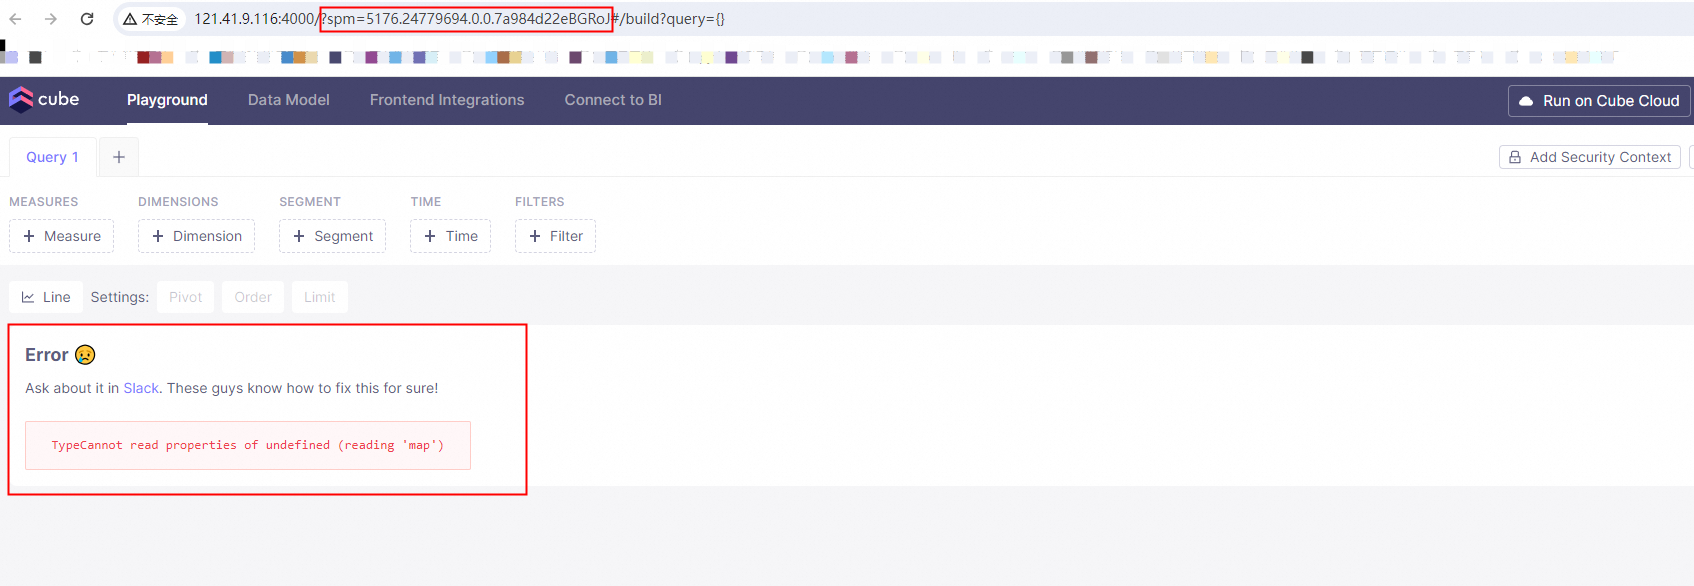 不安全 121.41.9.116:4000/?spm=5176.24779694.0.0.7a984d22eBGRoJ#/build?query={}
cube Playground Data Model Frontend Integrations Connect to BI Run on Cube Cloud
Query 1 + Add Security Context
MEASURES DIMENSIONS SEGMENT TIME FILTERS
+ Measure + Dimension + Segment + Time + Filter
Line Settings: Pivot Order Limit
Error 😥
Ask about it in Slack. These guys know how to fix this for sure!
TypeCannot read properties of undefined (reading 'map')